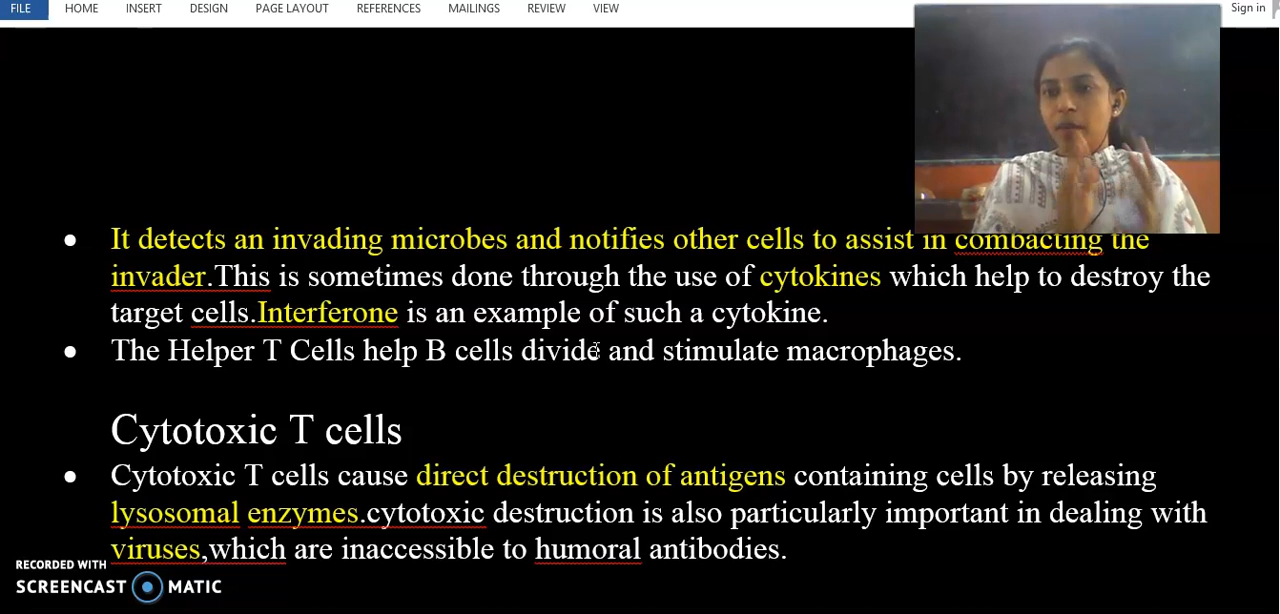 FILE HOME INSERT DESIGN PAGE LAYOUT REFERENCES MAILINGS REVIEW VIEW Sign in
It detects an invading microbes and notifies other cells to assist in combacting the
invader.This is sometimes done through the use of cytokines which help to destroy the
target cells.Interferone is an example of such a cytokine.
The Helper T Cells help B cells divide and stimulate macrophages.
Cytotoxic T cells
Cytotoxic T cells cause direct destruction of antigens containing cells by releasing
lysosomal enzymes.cytotoxic destruction is also particularly important in dealing with
viruses,which are inaccessible to humoral antibodies.
RECORDED WITH
SCREENCAST MATIC